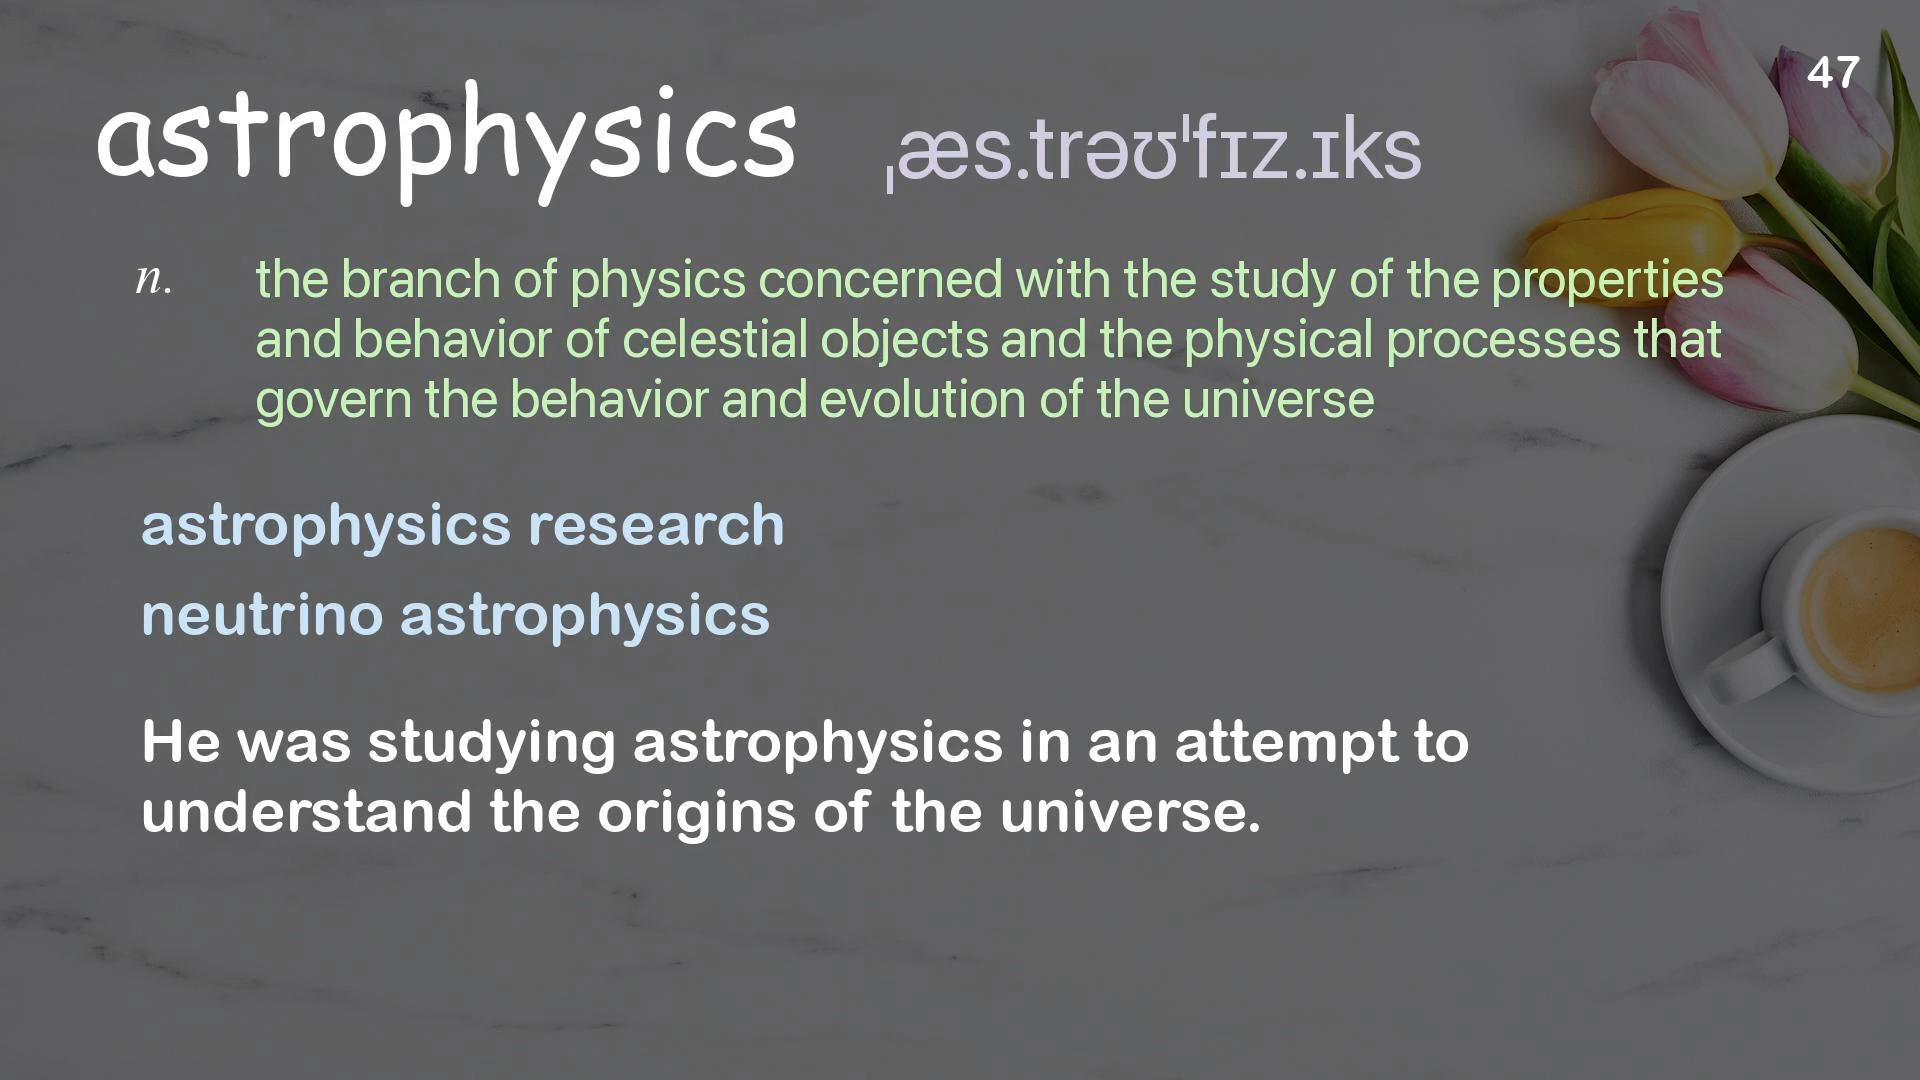 47
astrophysics ˌæs.trəʊˈfɪz.ɪks
n. the branch of physics concerned with the study of the properties
and behavior of celestial objects and the physical processes that
govern the behavior and evolution of the universe
astrophysics research
neutrino astrophysics
He was studying astrophysics in an attempt to
understand the origins of the universe.